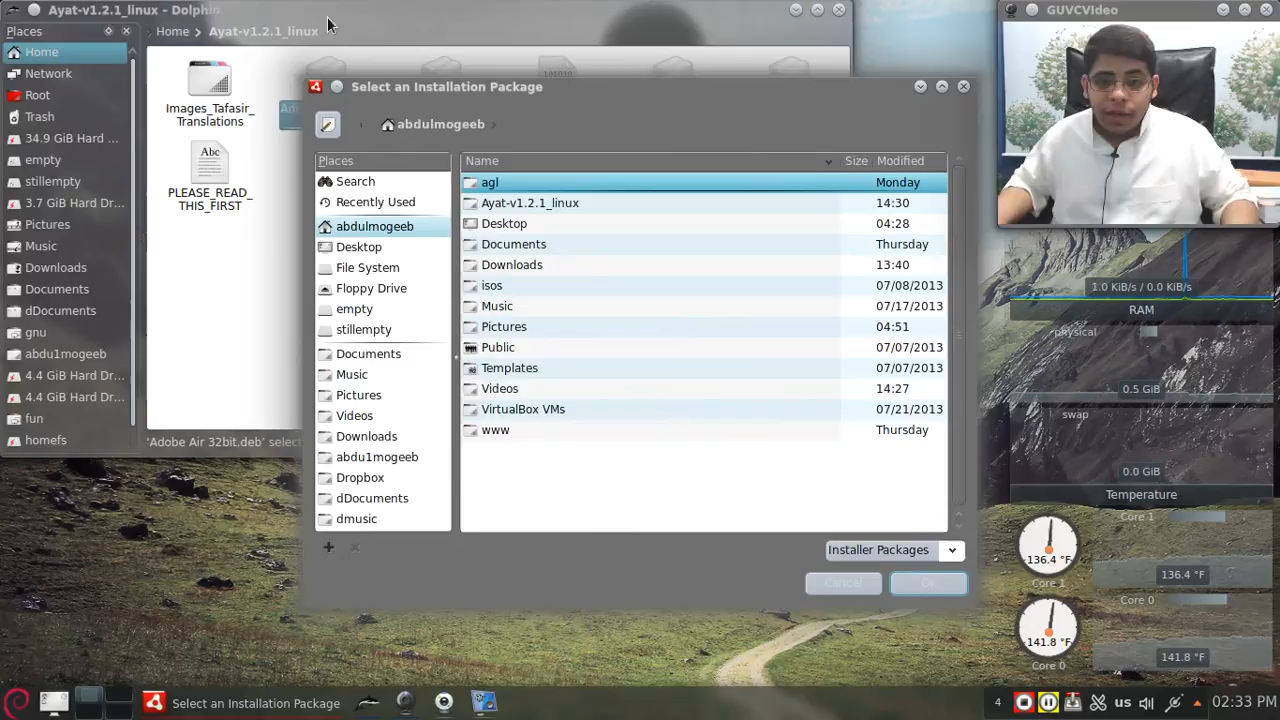 Ayat-v1.2.1_linux - Dolphin
Places
Home
Network
Root
Trash
34.9 GiB Hard ...
empty
stillempty
3.7 GiB Hard Dr...
Pictures
Music
Downloads
Documents
dDocuments
gnu
abdu1mogeeb
4.4 GiB Hard Dr...
4.4 GiB Hard Dr...
fun
homefs
Home > Ayat-v1.2.1_linux
Images_Tafasir_
Translations
Abc
PLEASE_READ_
THIS_FIRST
101010
'Adobe Air 32bit.deb' select
Select an Installation Package
abdulmogeeb
Places
Search
Recently Used
abdulmogeeb
Desktop
File System
Floppy Drive
empty
stillempty
Documents
Music
Pictures
Videos
Downloads
abdu1mogeeb
Dropbox
dDocuments
dmusic
Name Size Modified
agl Monday
Ayat-v1.2.1_linux 14:30
Desktop 04:28
Documents Thursday
Downloads 13:40
isos 07/08/2013
Music 07/17/2013
Pictures 04:51
Public 07/07/2013
Templates 07/07/2013
Videos 14:27
VirtualBox VMs 07/21/2013
www Thursday
Installer Packages
Cancel Ok
GUVCVideo
1.0 KiB/s / 0.0 KiB/s
RAM
physical
0.5 GiB
swap
0.0 GiB
Temperature
Core 1
136.4 °F
136.4 °F
Core 1
Core 0
141.8 °F
141.8 °F
Core 0
Select an Installation Package
4
us
02:33 PM